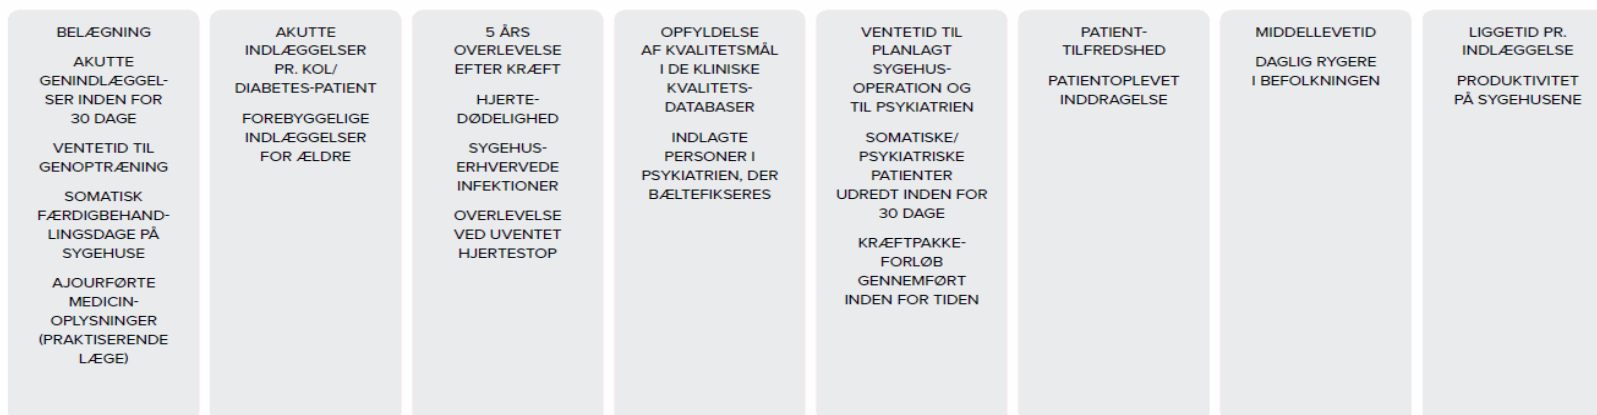 BELÆGNING
AKUTTE
GENINDLÆGGEL-
SER INDEN FOR
30 DAGE
VENTETID TIL
GENOPTRÆNING
SOMATISK
FÆRDIGBEHAND-
LINGSDAGE PÅ
SYGEHUSE
AJOURFØRTE
MEDICIN-
OPLYSNINGER
(PRAKTISERENDE
LÆGE)
AKUTTE
INDLÆGGELSER
PR. KOL/
DIABETES-PATIENT
FOREBYGGELIGE
INDLÆGGELSER
FOR ÆLDRE
5 ÅRS
OVERLEVELSE
EFTER KRÆFT
HJERTE-
DØDELIGHED
SYGEHUS-
ERHVERVEDE
INFEKTIONER
OVERLEVELSE
VED UVENTET
HJERTESTOP
OPFYLDELSE
AF KVALITETSMÅL
I DE KLINISKE
KVALITETS-
DATABASER
INDLAGTE
PERSONER I
PSYKIATRIEN, DER
BÆLTEFIKSERES
VENTETID TIL
PLANLAGT
SYGEHUS-
OPERATION OG
TIL PSYKIATRIEN
SOMATISKE/
PSYKIATRISKE
PATIENTER
UDREDT INDEN FOR
30 DAGE
KRÆFTPAKKE-
FORLØB
GENNEMFØRT
INDEN FOR TIDEN
PATIENT-
TILFREDSHED
PATIENTOPLEVET
INDDRAGELSE
MIDDELLEVETID
DAGLIG RYGERE
I BEFOLKNINGEN
LIGGETID PR.
INDLÆGGELSE
PRODUKTIVITET
PÅ SYGEHUSENE